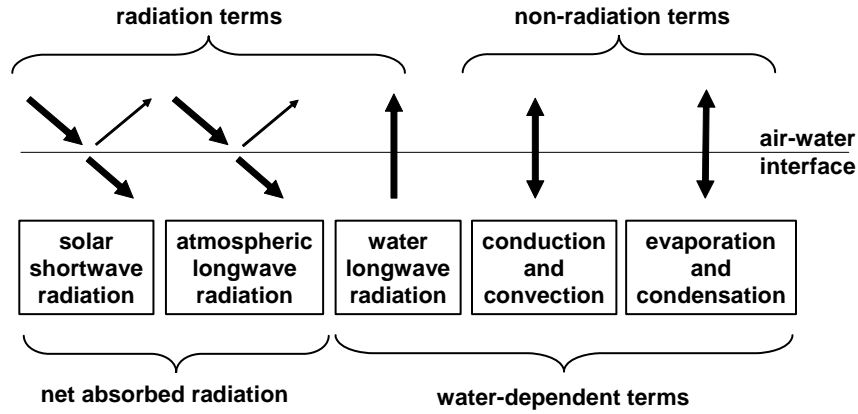 radiation terms
non-radiation terms
air-water
interface
solar
shortwave
radiation
atmospheric
longwave
radiation
water
longwave
radiation
conduction
and
convection
evaporation
and
condensation
net absorbed radiation
water-dependent terms